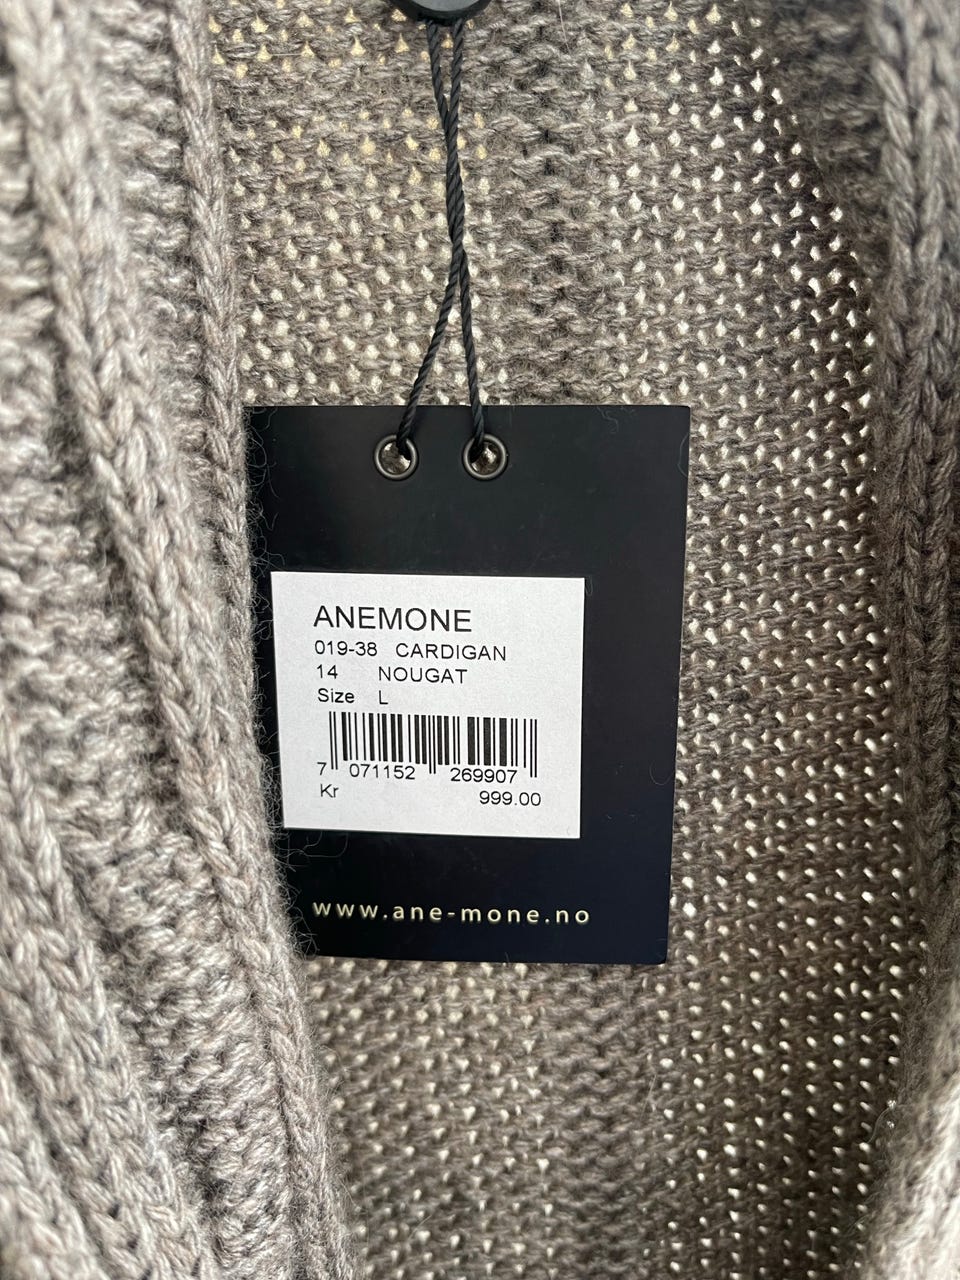 ANEMONE
019-38 CARDIGAN
14 NOUGAT
Size L
7 071152 269907
Kr 999.00
www.ane-mone.no